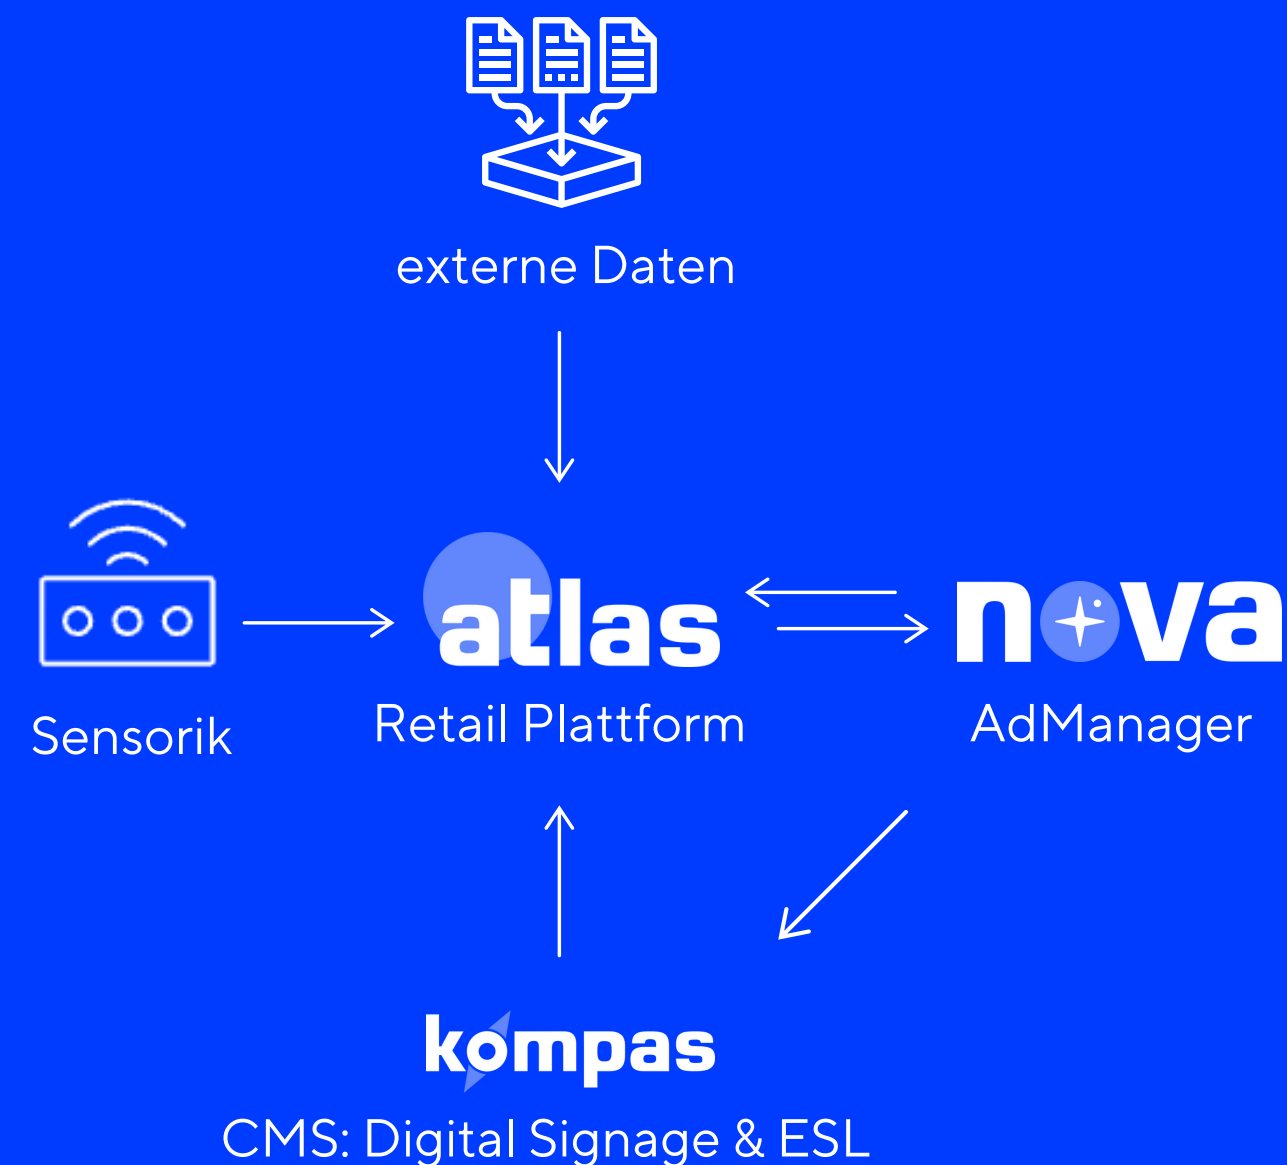 externe Daten
atlas
nova
Sensorik
Retail Plattform
AdManager
kompas
CMS: Digital Signage & ESL